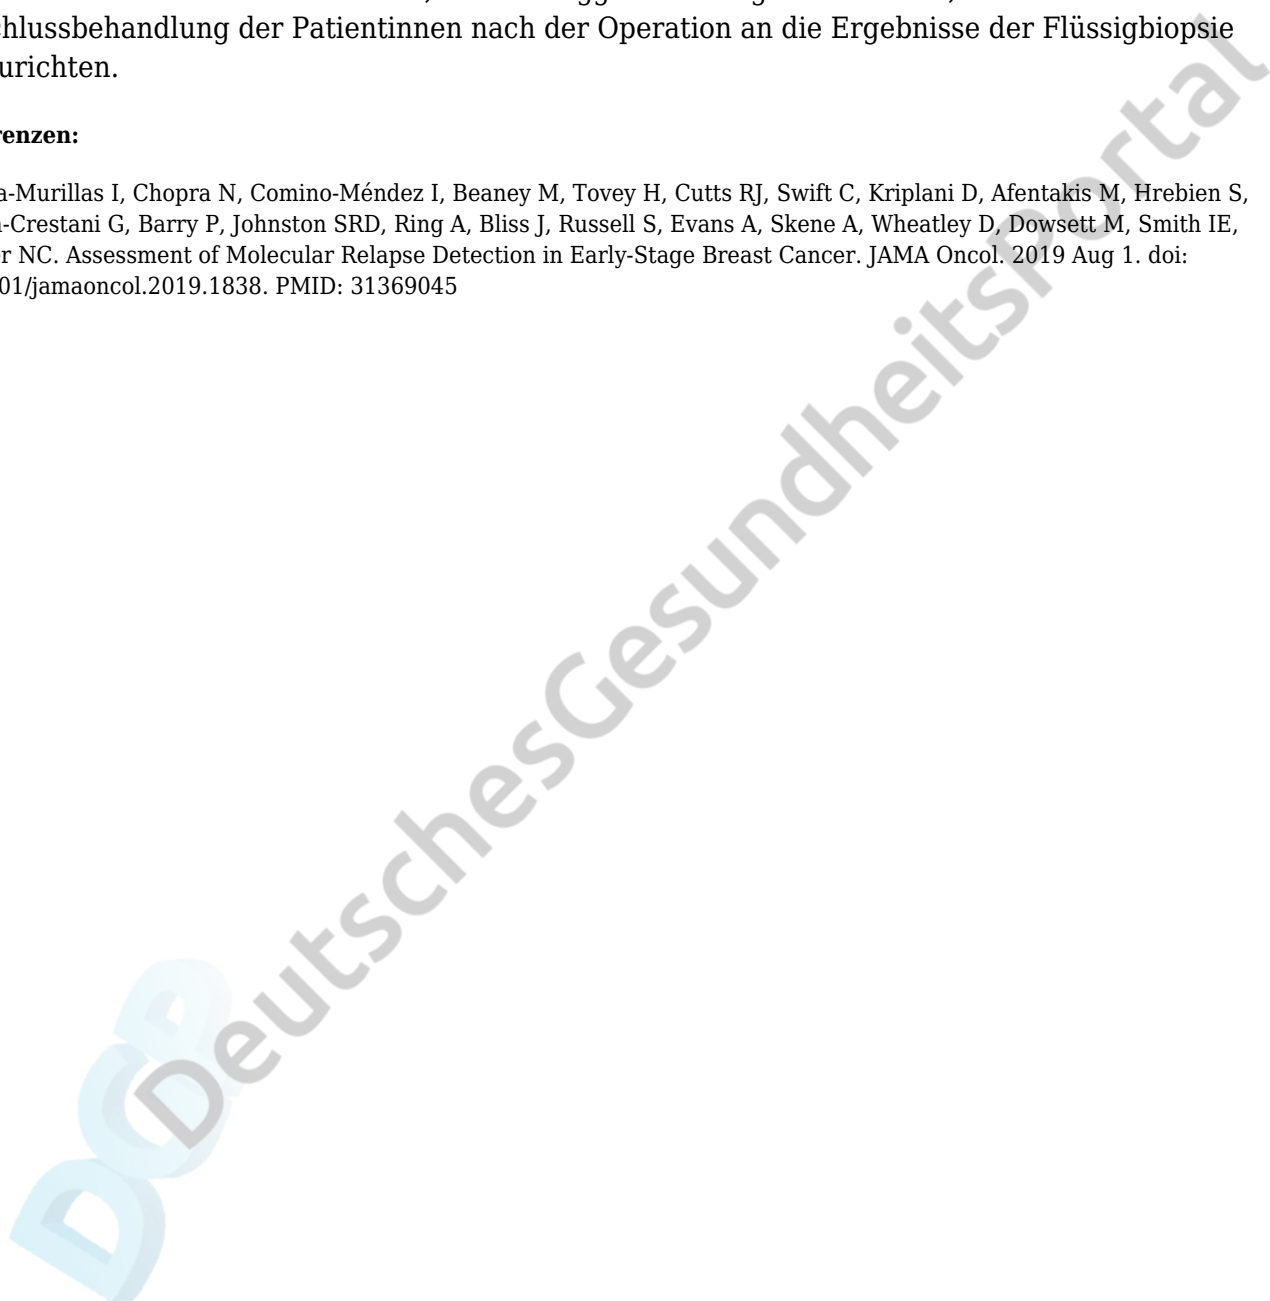 chlussbehandlung der Patientinnen nach der Operation an die Ergebnisse der Flüssigbiopsie
urichten.
renzen:
a-Murillas I, Chopra N, Comino-Méndez I, Beaney M, Tovey H, Cutts RJ, Swift C, Kriplani D, Afentakis M, Hrebien S,
-Crestani G, Barry P, Johnston SRD, Ring A, Bliss J, Russell S, Evans A, Skene A, Wheatley D, Dowsett M, Smith IE,
r NC. Assessment of Molecular Relapse Detection in Early-Stage Breast Cancer. JAMA Oncol. 2019 Aug 1. doi:
01/jamaoncol.2019.1838. PMID: 31369045
DeutschesGesundheitsPortal
DGP